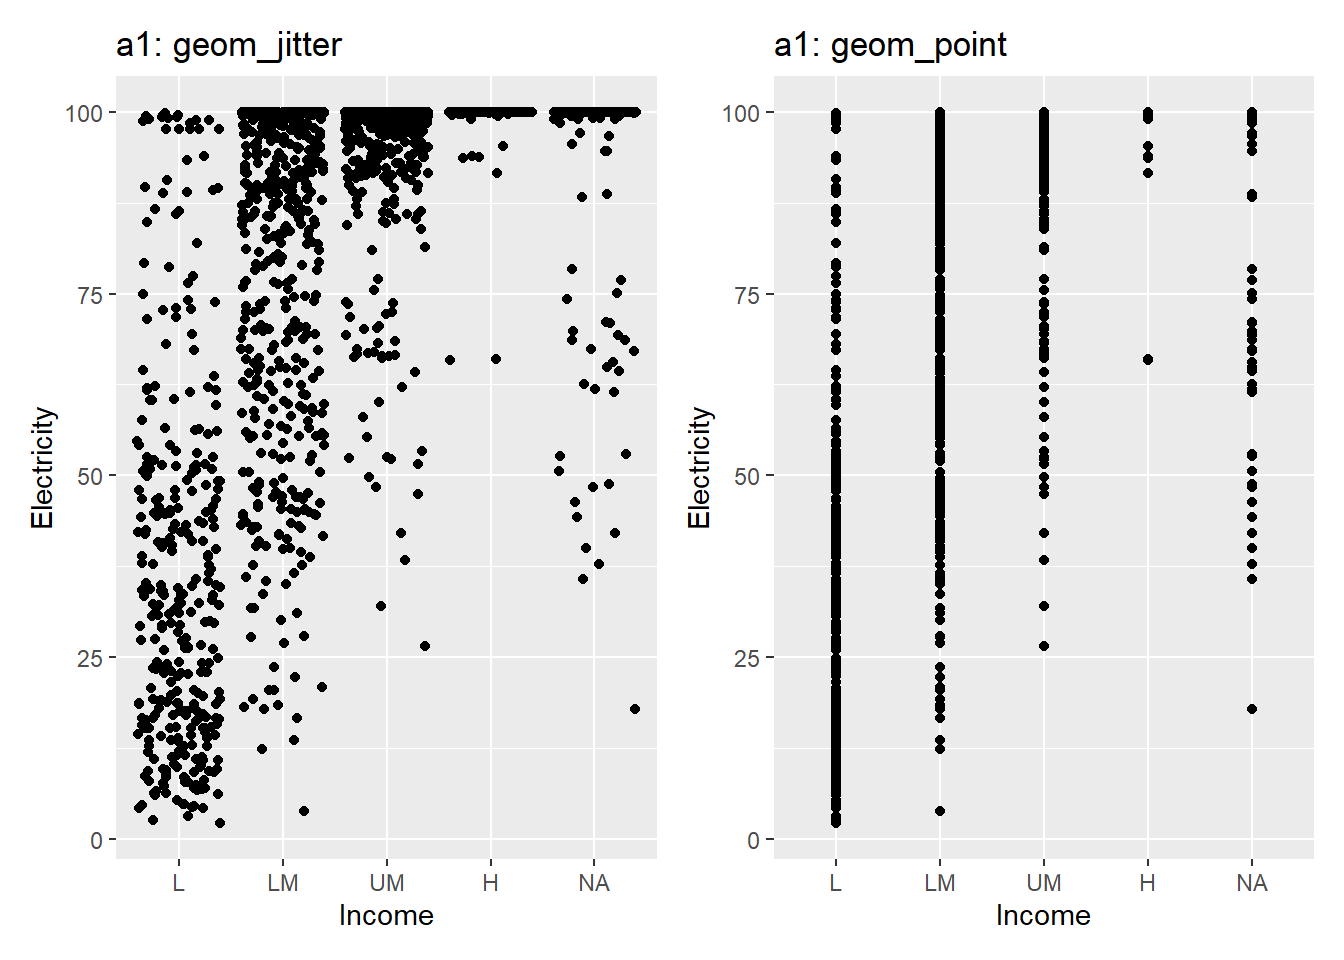 a1: geom_jitter
100
75
50
25
0
Electricity
L LM UM H NA
Income
a1: geom_point
100
75
50
25
0
Electricity
L LM UM H NA
Income